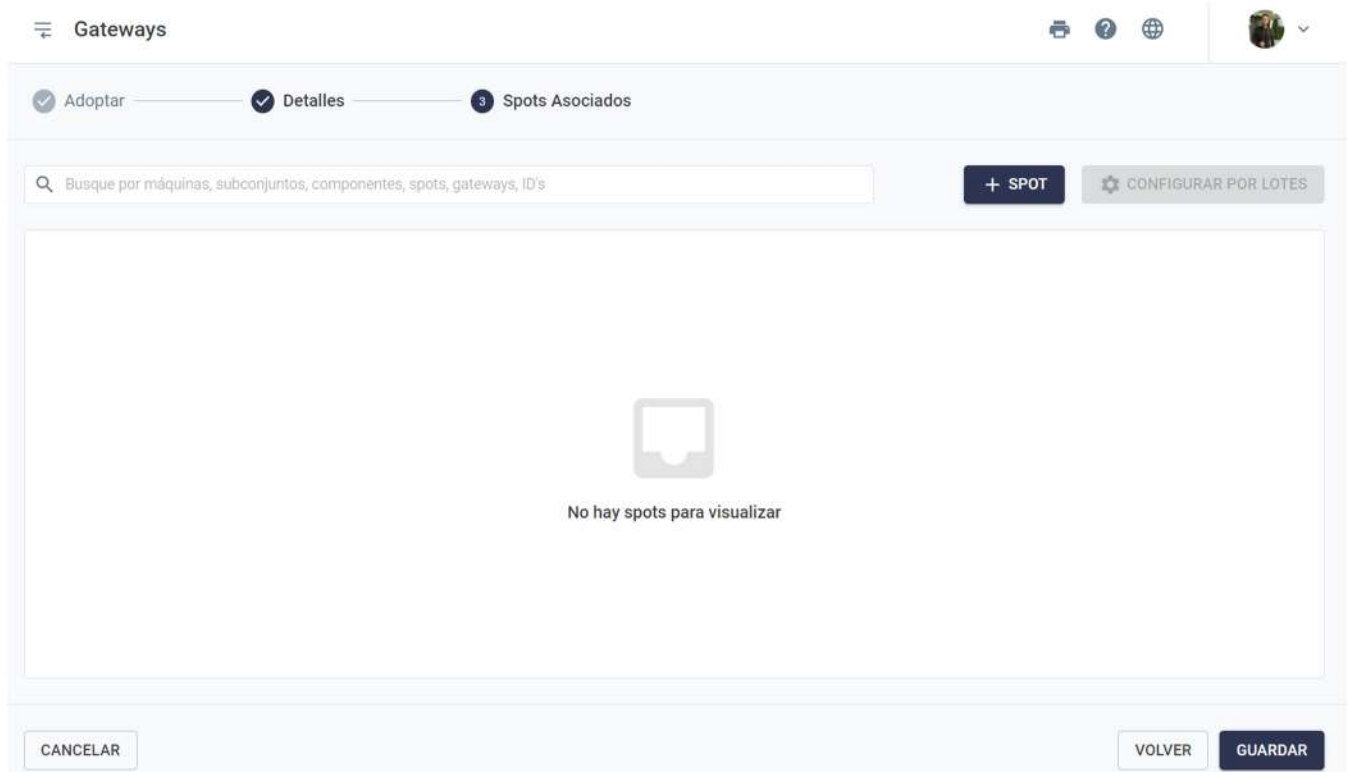 Gateways
Adoptar
Detalles
3 Spots Asociados
Busque por máquinas, subconjuntos, componentes, spots, gateways, ID's
+ SPOT
CONFIGURAR POR LOTES
No hay spots para visualizar
CANCELAR
VOLVER
GUARDAR